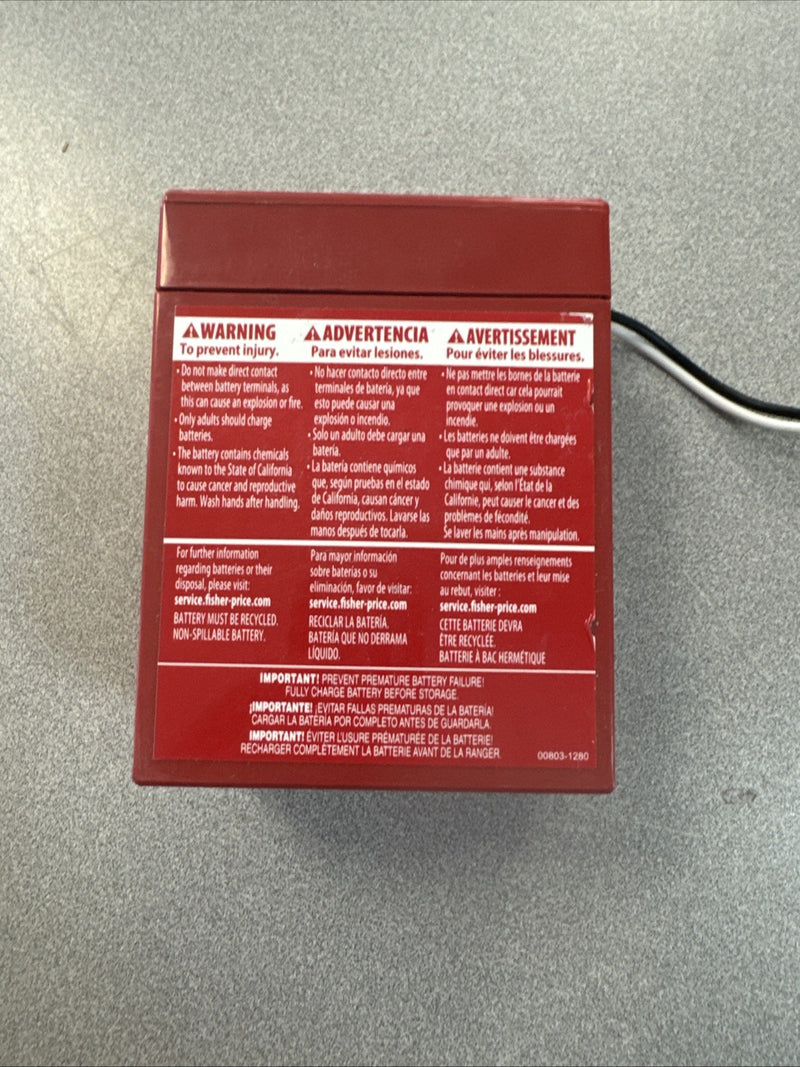 WARNING
To prevent injury.
• Do not make direct contact
between battery terminals, as
this can cause an explosion or fire.
• Only adults should charge
batteries.
• The battery contains chemicals
known to the State of California
to cause cancer and reproductive
harm. Wash hands after handling.
ADVERTENCIA
Para evitar lesiones.
• No hacer contacto directo entre
terminales de batería, ya que
esto puede causar una
explosión o incendio.
• Solo un adulto debe cargar una
batería.
• La batería contiene químicos
que, según pruebas en el estado
de California, causan cáncer y
daños reproductivos. Lavarse las
manos después de tocarla.
AVERTISSEMENT
Pour éviter les blessures.
• Ne pas mettre les bornes de la batterie
en contact direct car cela pourrait
provoquer une explosion ou un
incendie.
• Les batteries ne doivent être chargées
que par un adulte.
• La batterie contient une substance
chimique qui, selon l'État de la
Californie, peut causer le cancer et des
problèmes de fécondité.
Se laver les mains après manipulation.
For further information
regarding batteries or their
disposal, please visit:
service.fisher-price.com
BATTERY MUST BE RECYCLED.
NON-SPILLABLE BATTERY.
Para mayor información
sobre baterías o su
eliminación, favor de visitar:
service.fisher-price.com
RECICLAR LA BATERÍA.
BATERÍA QUE NO DERRAMA
LÍQUIDO.
Pour de plus amples renseignements
concernant les batteries et leur mise
au rebut, visiter :
service.fisher-price.com
CETTE BATTERIE DEVRA
ÊTRE RECYCLÉE.
BATTERIE À BAC HERMÉTIQUE
IMPORTANT! PREVENT PREMATURE BATTERY FAILURE!
FULLY CHARGE BATTERY BEFORE STORAGE.
¡IMPORTANTE! ¡EVITAR FALLAS PREMATURAS DE LA BATERÍA!
CARGAR LA BATERÍA POR COMPLETO ANTES DE GUARDARLA.
IMPORTANT! ÉVITER L'USURE PRÉMATURÉE DE LA BATTERIE!
RECHARGER COMPLÈTEMENT LA BATTERIE AVANT DE LA RANGER.
00803-1280